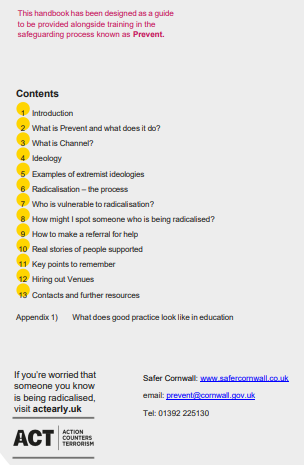 This handbook has been designed as a guide
to be provided alongside training in the
safeguarding process known as Prevent.
Contents
1 Introduction
2 What is Prevent and what does it do?
3 What is Channel?
4 Ideology
5 Examples of extremist ideologies
6 Radicalisation – the process
7 Who is vulnerable to radicalisation?
8 How might I spot someone who is being radicalised?
9 How to make a referral for help
10 Real stories of people supported
11 Key points to remember
12 Hiring out Venues
13 Contacts and further resources
Appendix 1) What does good practice look like in education
If you're worried that
someone you know
is being radicalised,
visit actearly.uk
ACT ACTION
COUNTERS
TERRORISM
Safer Cornwall: www.safercornwall.co.uk
email: prevent@cornwall.gov.uk
Tel: 01392 225130